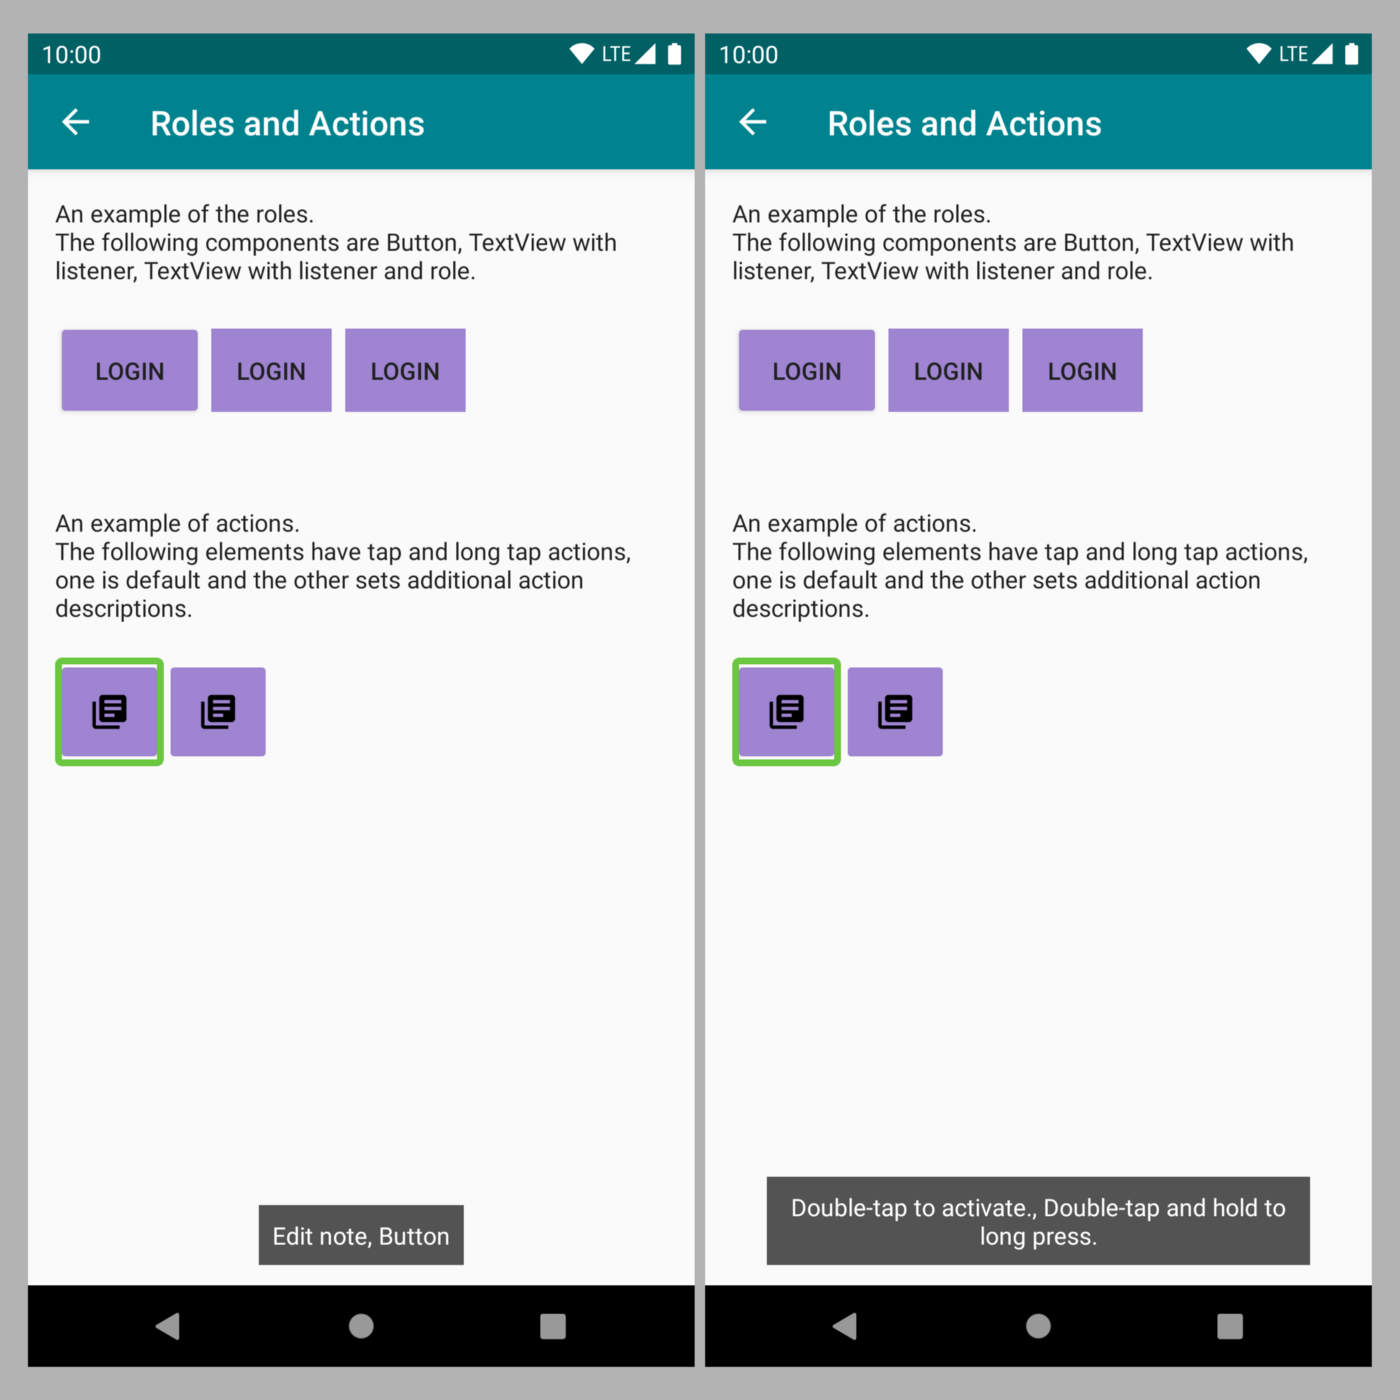 10:00
LTE
Roles and Actions
An example of the roles.
The following components are Button, TextView with
listener, TextView with listener and role.
LOGIN
LOGIN
LOGIN
An example of actions.
The following elements have tap and long tap actions,
one is default and the other sets additional action
descriptions.
Edit note, Button
10:00
LTE
Roles and Actions
An example of the roles.
The following components are Button, TextView with
listener, TextView with listener and role.
LOGIN
LOGIN
LOGIN
An example of actions.
The following elements have tap and long tap actions,
one is default and the other sets additional action
descriptions.
Double-tap to activate., Double-tap and hold to
long press.